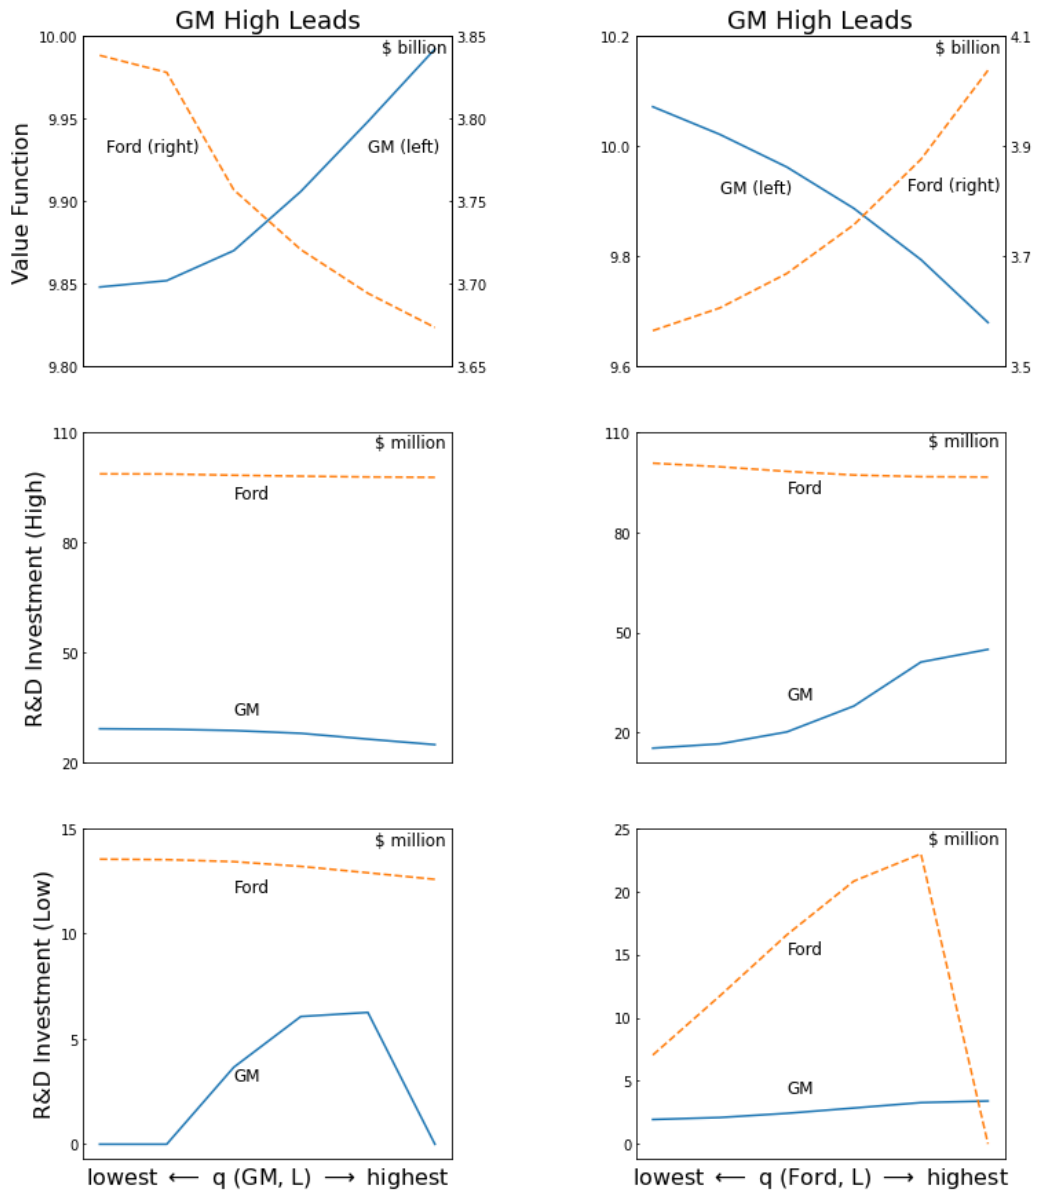 GM High Leads
GM High Leads
Value Function
10.00
9.95
9.90
9.85
9.80
3.85
3.80
3.75
3.70
3.65
$ billion
Ford (right)
GM (left)
10.2
10.0
9.8
9.6
4.1
3.9
3.7
3.5
$ billion
GM (left)
Ford (right)
R&D Investment (High)
110
80
50
20
$ million
Ford
GM
110
80
50
20
$ million
Ford
GM
R&D Investment (Low)
15
10
5
0
$ million
Ford
GM
25
20
15
10
5
0
$ million
Ford
GM
lowest ⟵ q (GM, L) ⟶ highest
lowest ⟵ q (Ford, L) ⟶ highest